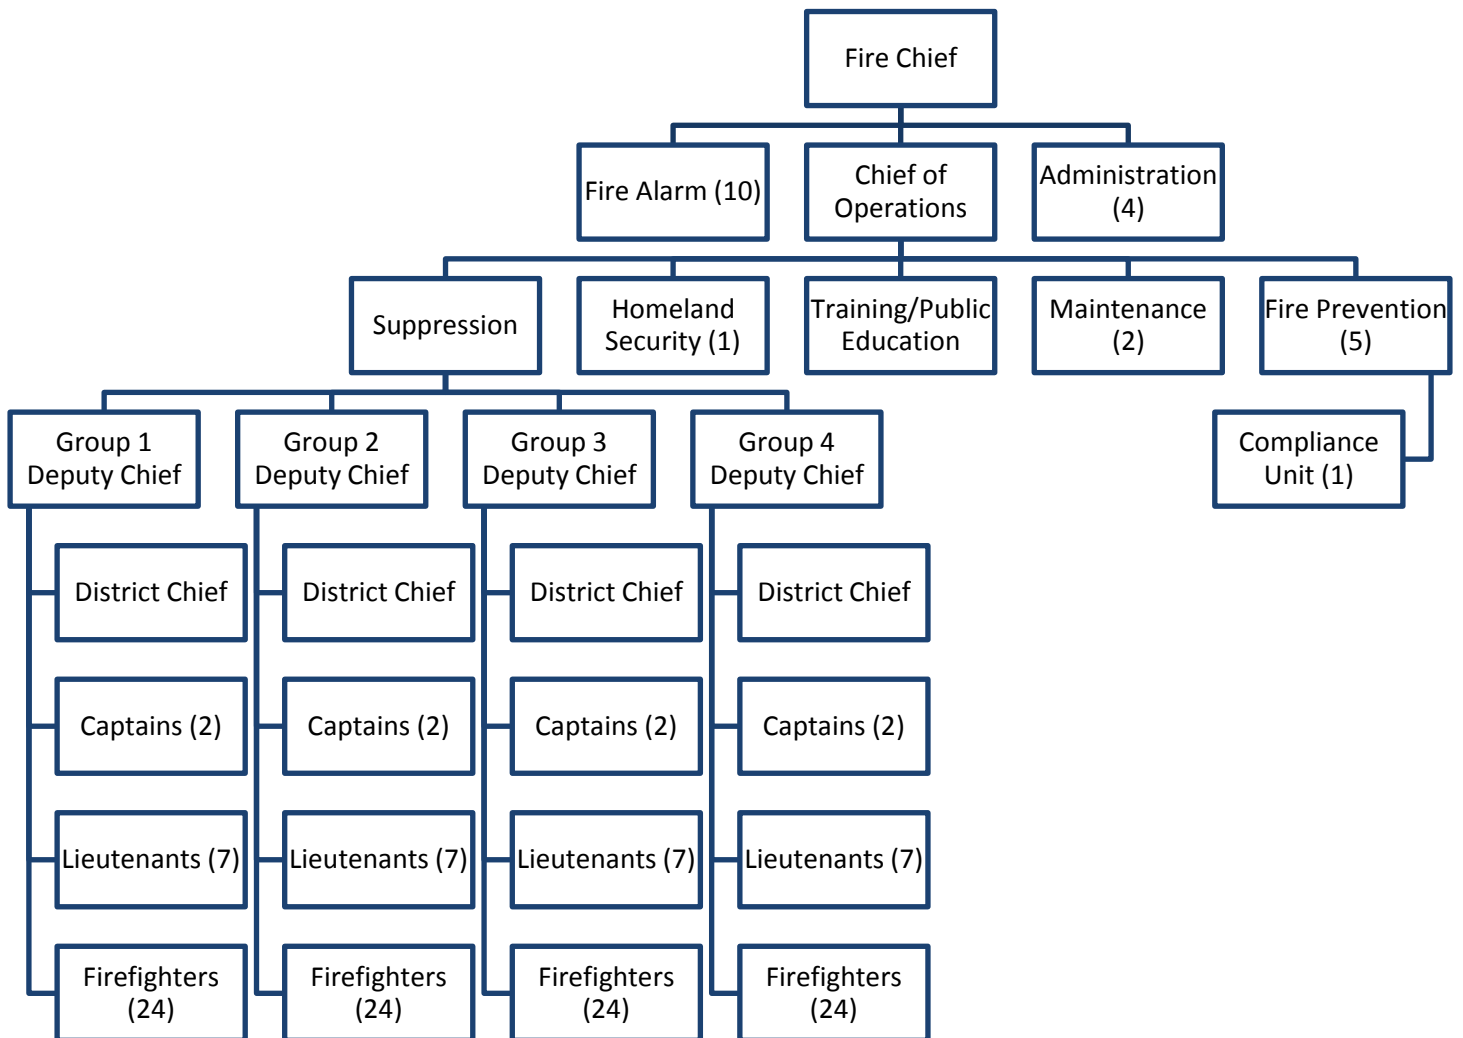 Fire Chief
Fire Alarm (10)
Chief of
Operations
Administration
(4)
Suppression
Homeland
Security (1)
Training/Public
Education
Maintenance
(2)
Fire Prevention
(5)
Group 1
Deputy Chief
Group 2
Deputy Chief
Group 3
Deputy Chief
Group 4
Deputy Chief
Compliance
Unit (1)
District Chief
District Chief
District Chief
District Chief
Captains (2)
Captains (2)
Captains (2)
Captains (2)
Lieutenants (7)
Lieutenants (7)
Lieutenants (7)
Lieutenants (7)
Firefighters
(24)
Firefighters
(24)
Firefighters
(24)
Firefighters
(24)